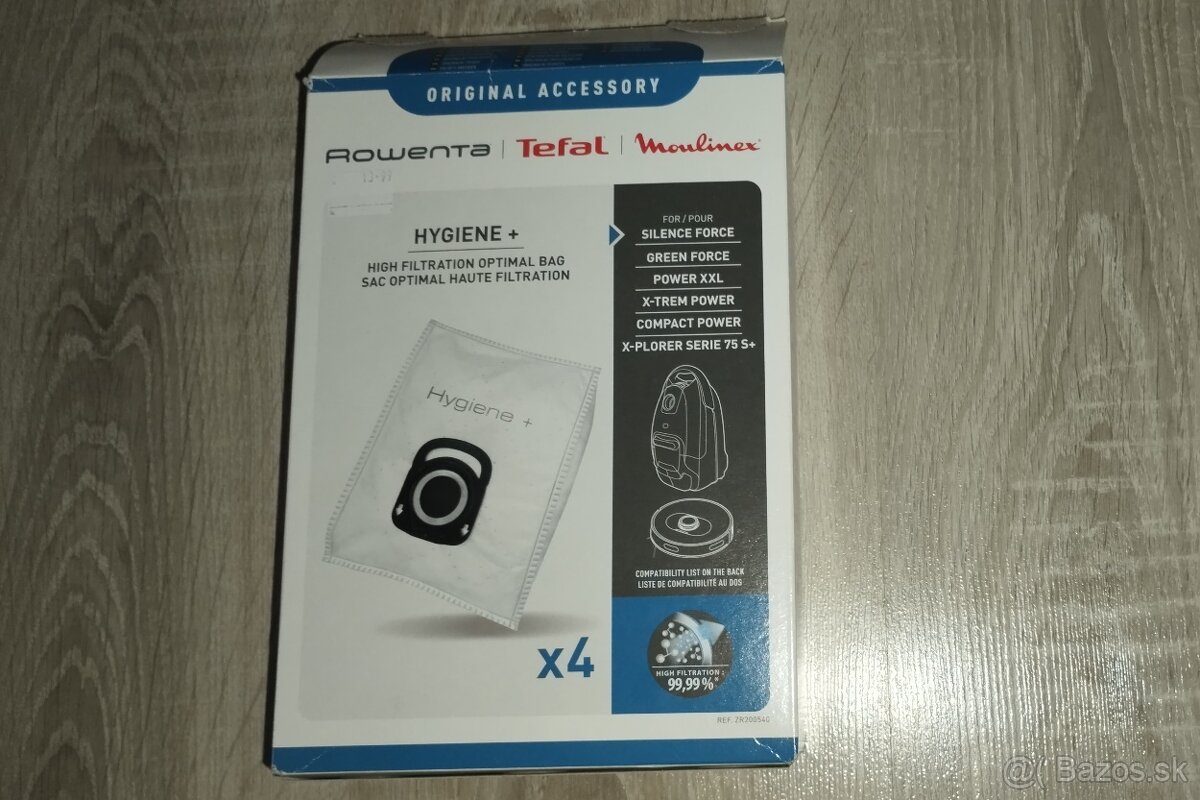 ORIGINAL ACCESSORY
Rowenta | Tefal | Moulinex
HYGIENE +
HIGH FILTRATION OPTIMAL BAG
SAC OPTIMAL HAUTE FILTRATION
Hygiene +
x4
FOR / POUR
SILENCE FORCE
GREEN FORCE
POWER XXL
X-TREM POWER
COMPACT POWER
X-PLORER SERIE 75 S+
COMPATIBILITY LIST ON THE BACK
LISTE DE COMPATIBILITÉ AU DOS
HIGH FILTRATION :
99,99 %*
REF. ZR200540
@( Bazos.sk